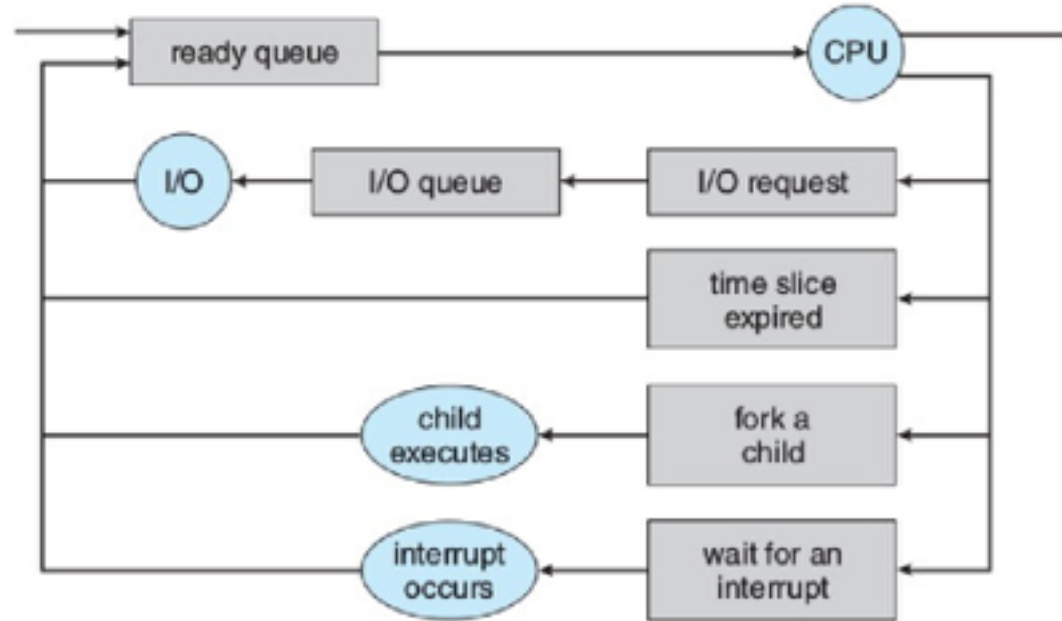 ready queue
CPU
I/O
I/O queue
I/O request
time slice
expired
child
executes
fork a
child
interrupt
occurs
wait for an
interrupt